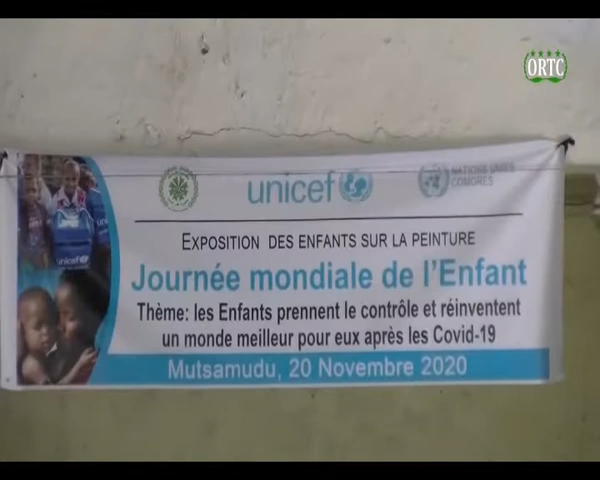 ORTC
unicef
NATIONS UNIES
COMORES
EXPOSITION DES ENFANTS SUR LA PEINTURE
Journée mondiale de l'Enfant
Thème: les Enfants prennent le contrôle et réinventent
un monde meilleur pour eux après les Covid-19
Mutsamudu, 20 Novembre 2020
unicef